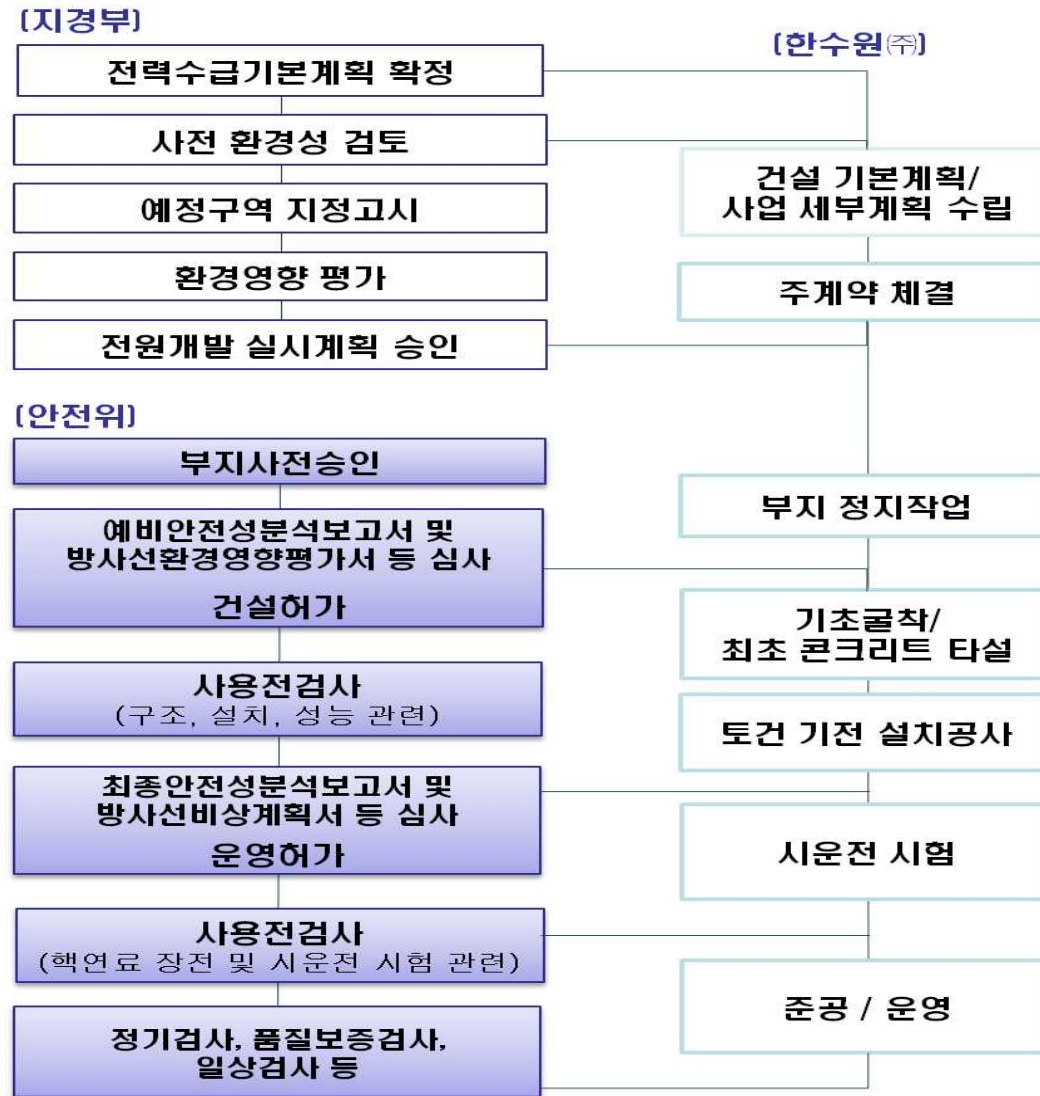 (지경부)
전력수급기본계획 확정
사전 환경성 검토
예정구역 지정고시
환경영향 평가
전원개발 실시계획 승인
(안전위)
부지사전승인
예비안전성분석보고서 및
방사선환경영향평가서 등 심사
건설허가
사용전검사
(구조, 설치, 성능 관련)
최종안전성분석보고서 및
방사선비상계획서 등 심사
운영허가
사용전검사
(핵연료 장전 및 시운전 시험 관련)
정기검사, 품질보증검사,
일상검사 등
(한수원㈜)
건설 기본계획/
사업 세부계획 수립
주계약 체결
부지 정지작업
기초굴착/
최초 콘크리트 타설
토건 기전 설치공사
시운전 시험
준공 / 운영